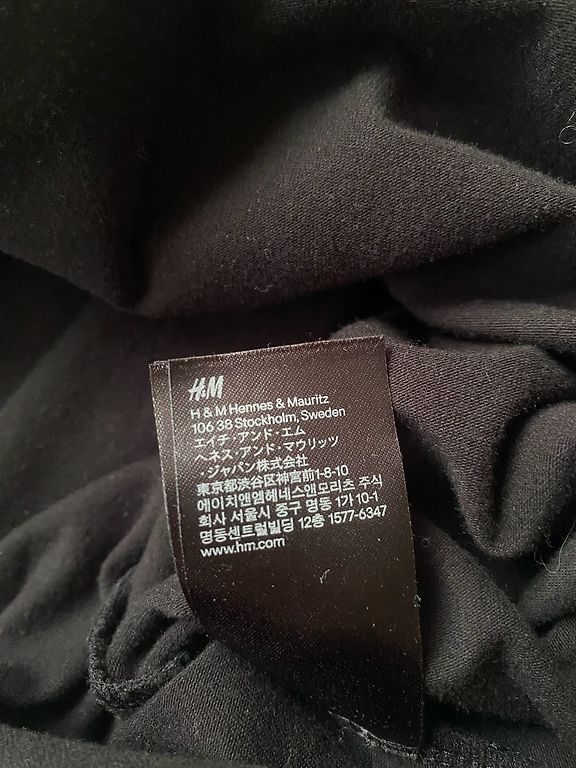 H&M
H & M Hennes & Mauritz
106 38 Stockholm, Sweden
エイチ・アンド・エム
ヘネス・アンド・マウリッツ
・ジャパン株式会社
東京都渋谷区神宮前1-8-10
에이치앤엠헤네스앤모리츠 주식
회사 서울시 중구 명동 1가 10-1
명동센트럴빌딩 12층 1577-6347
www.hm.com